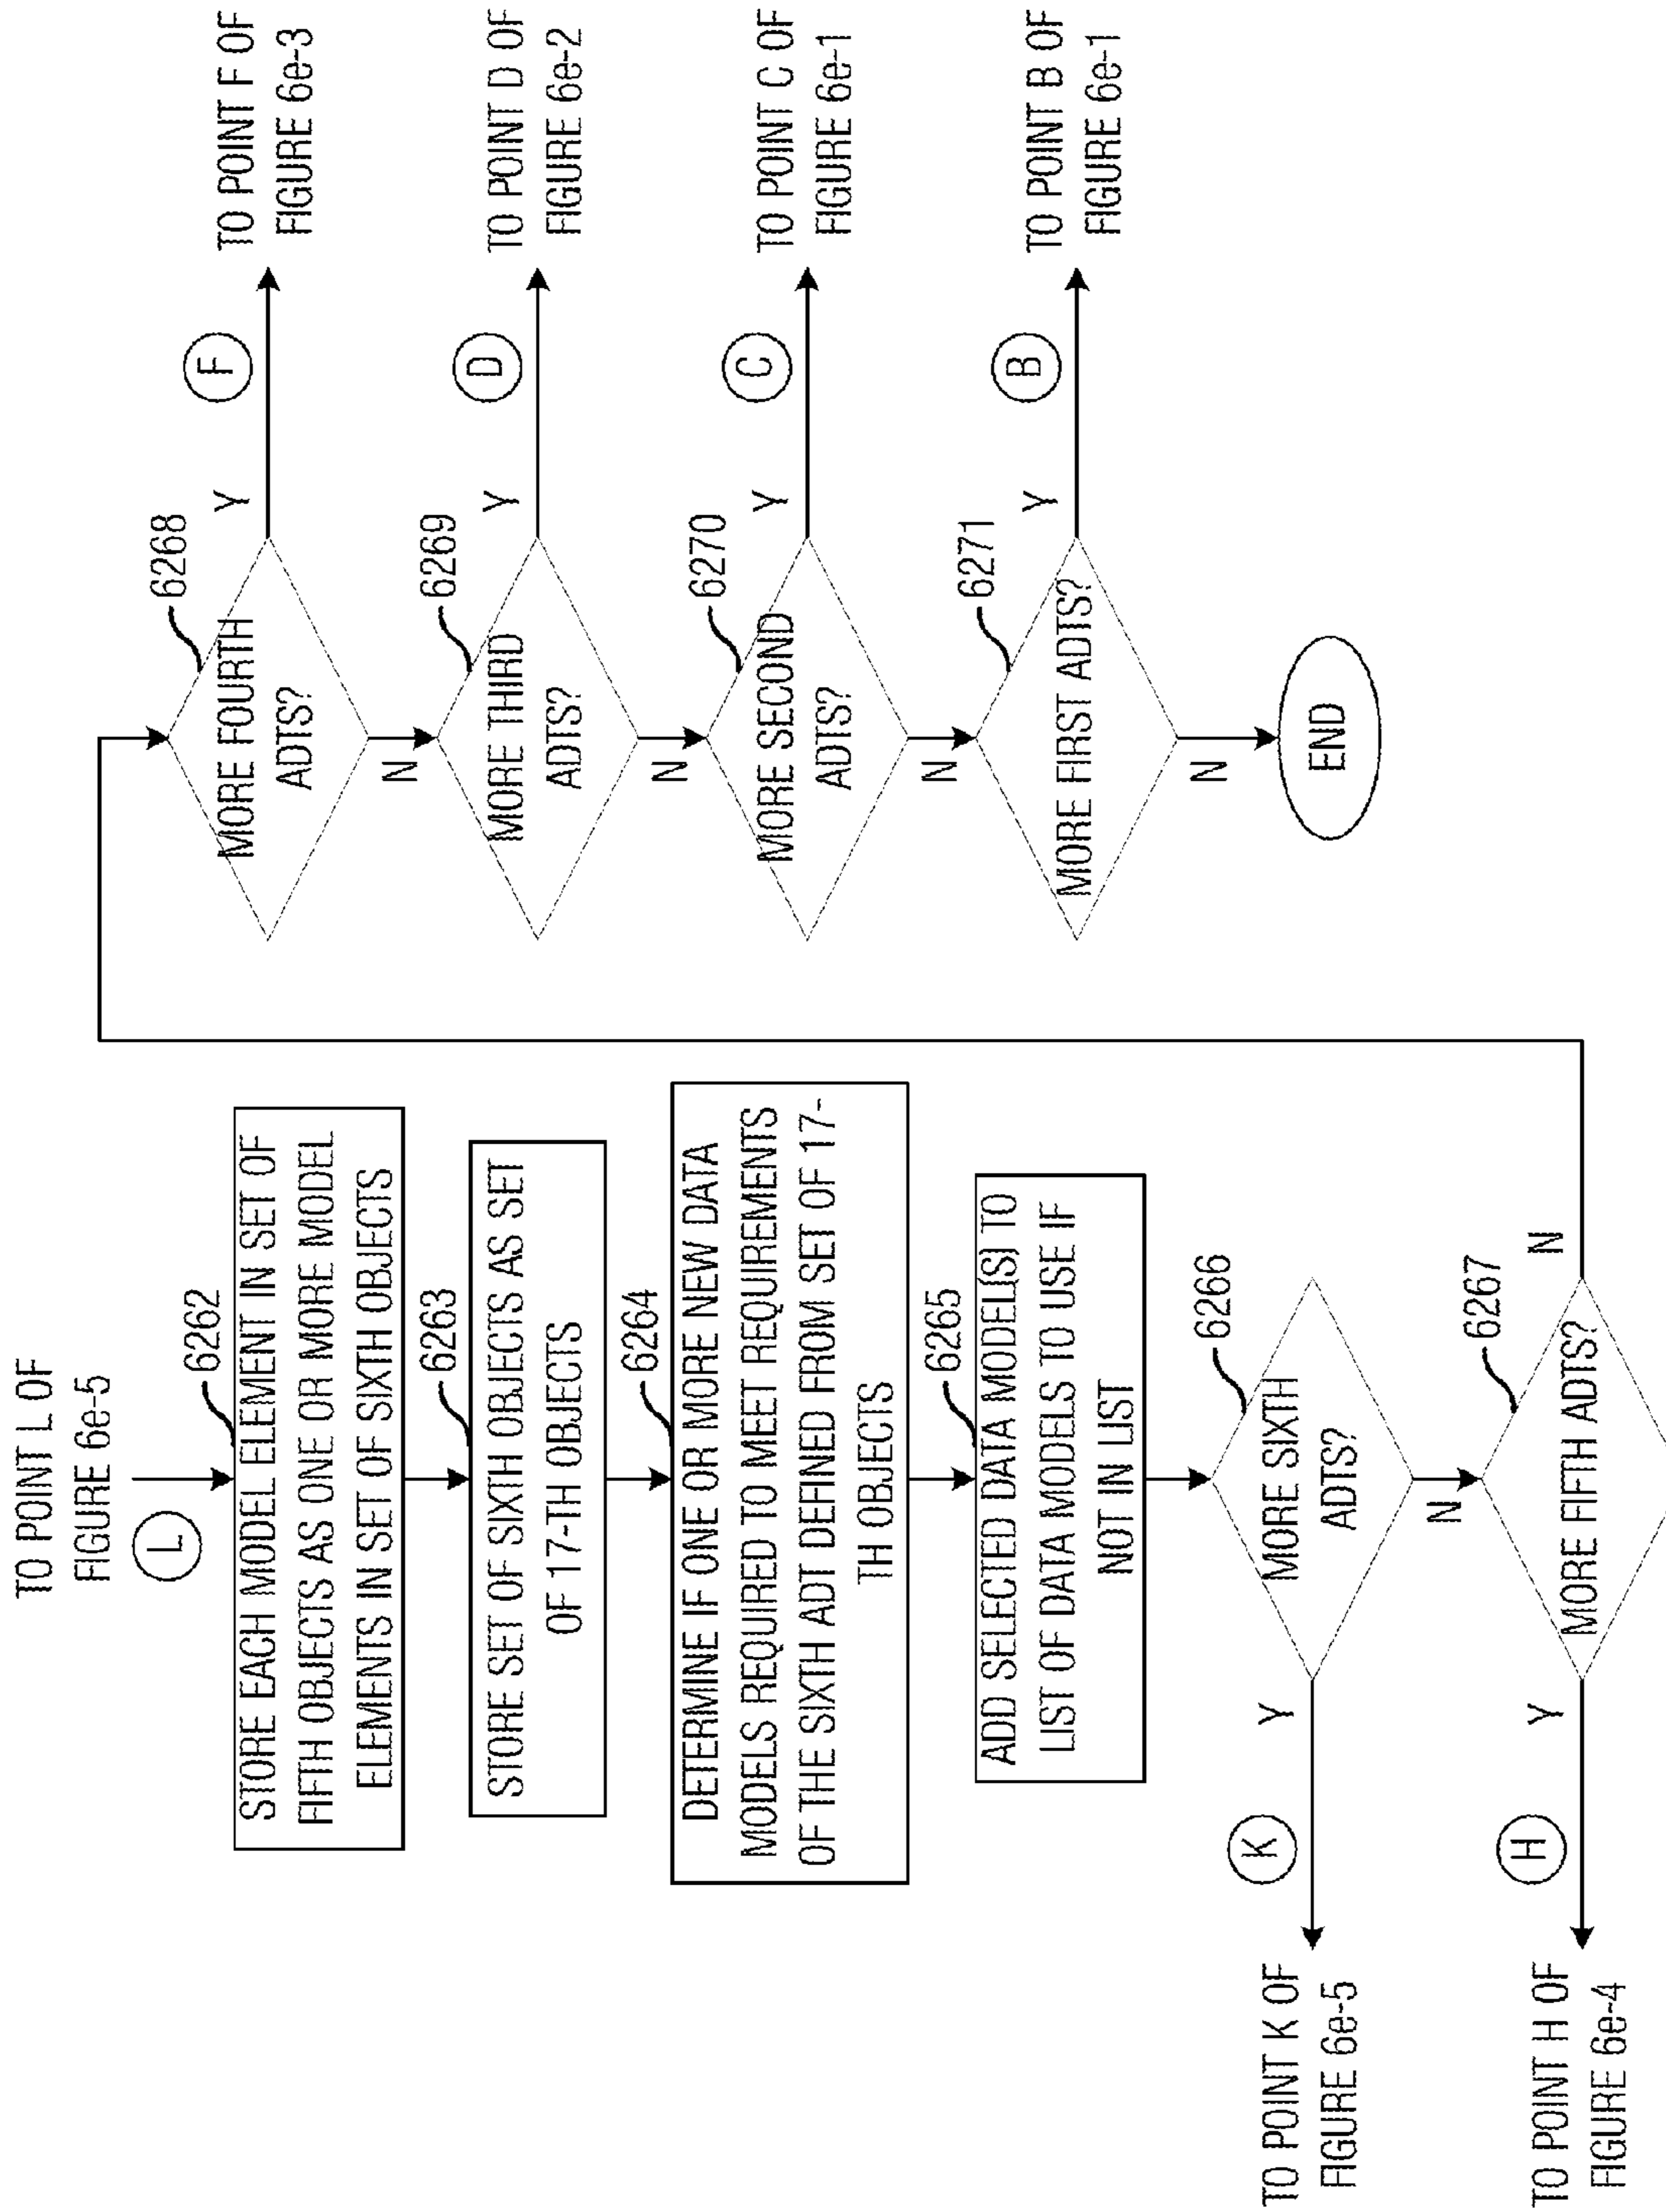 TO POINT L OF
FIGURE 6e-5
L
6262
STORE EACH MODEL ELEMENT IN SET OF
FIFTH OBJECTS AS ONE OR MORE MODEL
ELEMENTS IN SET OF SIXTH OBJECTS
6263
STORE SET OF SIXTH OBJECTS AS SET
OF 17-TH OBJECTS
6264
DETERMINE IF ONE OR MORE NEW DATA
MODELS REQUIRED TO MEET REQUIREMENTS
OF THE SIXTH ADT DEFINED FROM SET OF 17-
TH OBJECTS
6265
ADD SELECTED DATA MODEL(S) TO
LIST OF DATA MODELS TO USE IF
NOT IN LIST
6266
MORE SIXTH
ADTS?
Y
K
TO POINT K OF
FIGURE 6e-5
N
6267
MORE FIFTH ADTS?
Y
H
TO POINT H OF
FIGURE 6e-4
N
6268
MORE FOURTH
ADTS?
Y
F
TO POINT F OF
FIGURE 6e-3
N
6269
MORE THIRD
ADTS?
Y
D
TO POINT D OF
FIGURE 6e-2
N
6270
MORE SECOND
ADTS?
Y
C
TO POINT C OF
FIGURE 6e-1
N
6271
MORE FIRST ADTS?
Y
B
TO POINT B OF
FIGURE 6e-1
N
END